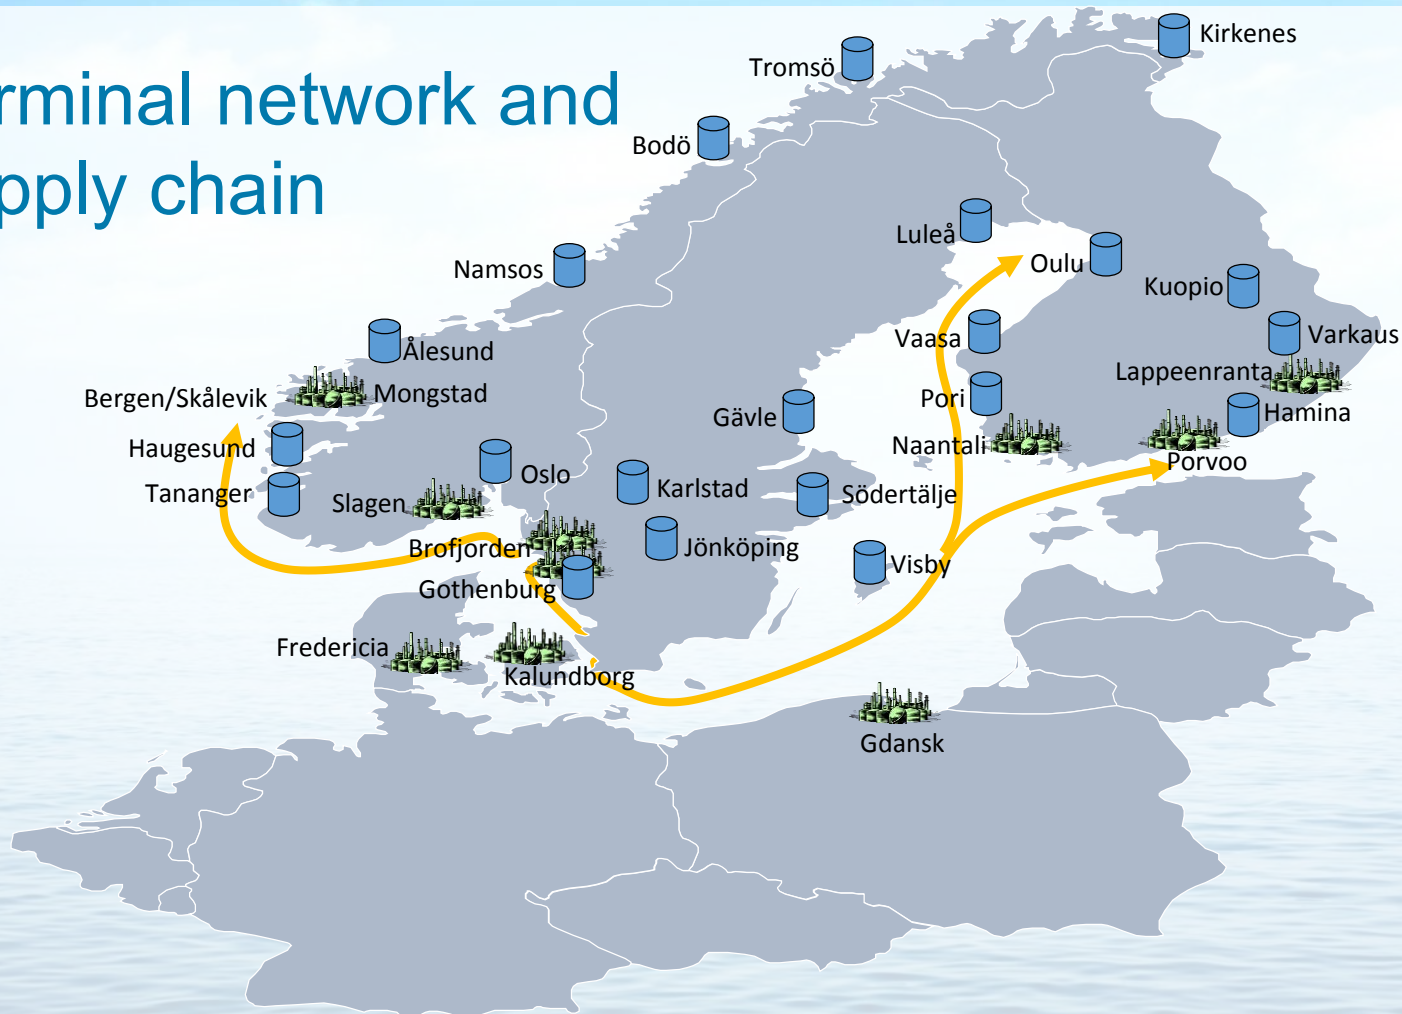 rminal network and
pply chain
Kirkenes
Tromsö
Bodö
Luleå
Oulu
Namsos
Kuopio
Vaasa
Varkaus
Ålesund
Lappeenranta
Mongstad
Bergen/Skålevik
Pori
Hamina
Gävle
Haugesund
Naantali
Porvoo
Oslo
Tananger
Karlstad
Södertälje
Slagen
Brofjorden
Jönköping
Visby
Gothenburg
Fredericia
Kalundborg
Gdansk